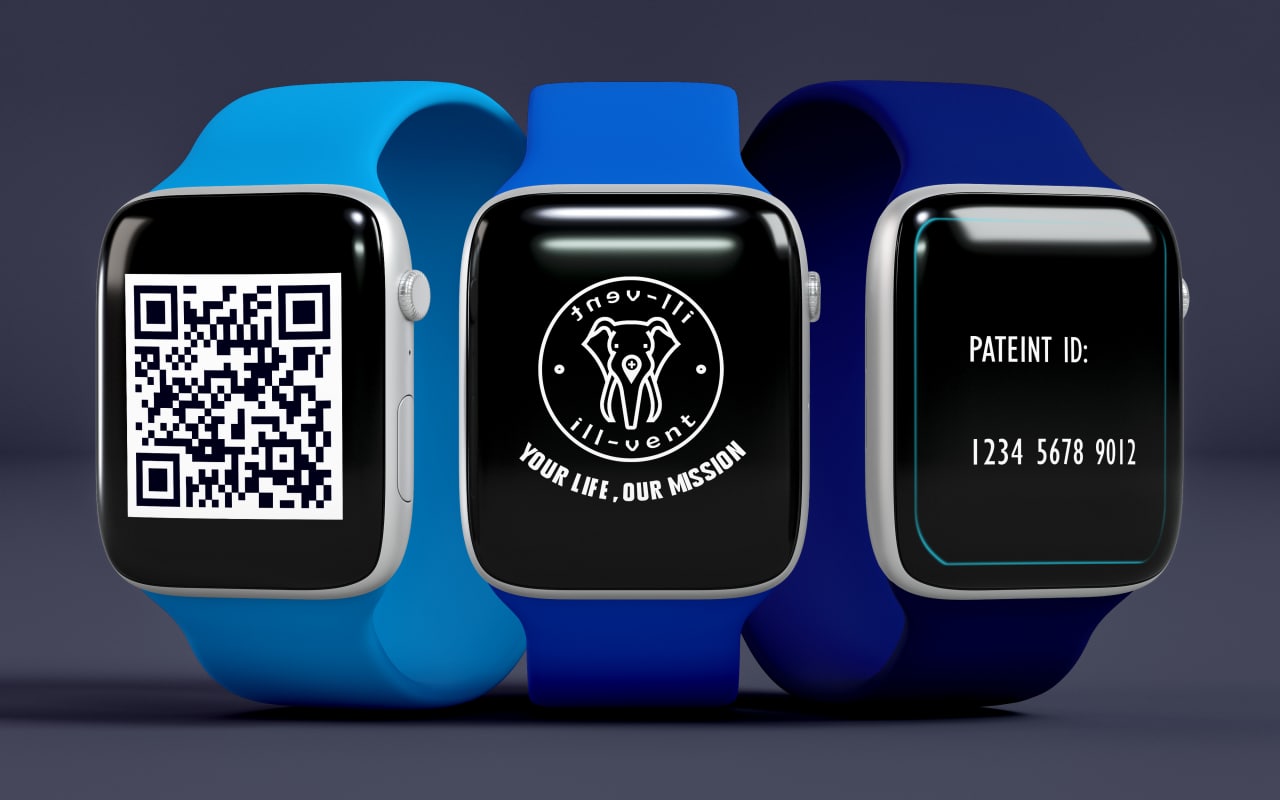 ill-vent
ill-vent
YOUR LIFE, OUR MISSION
PATEINT ID:
1234 5678 9012